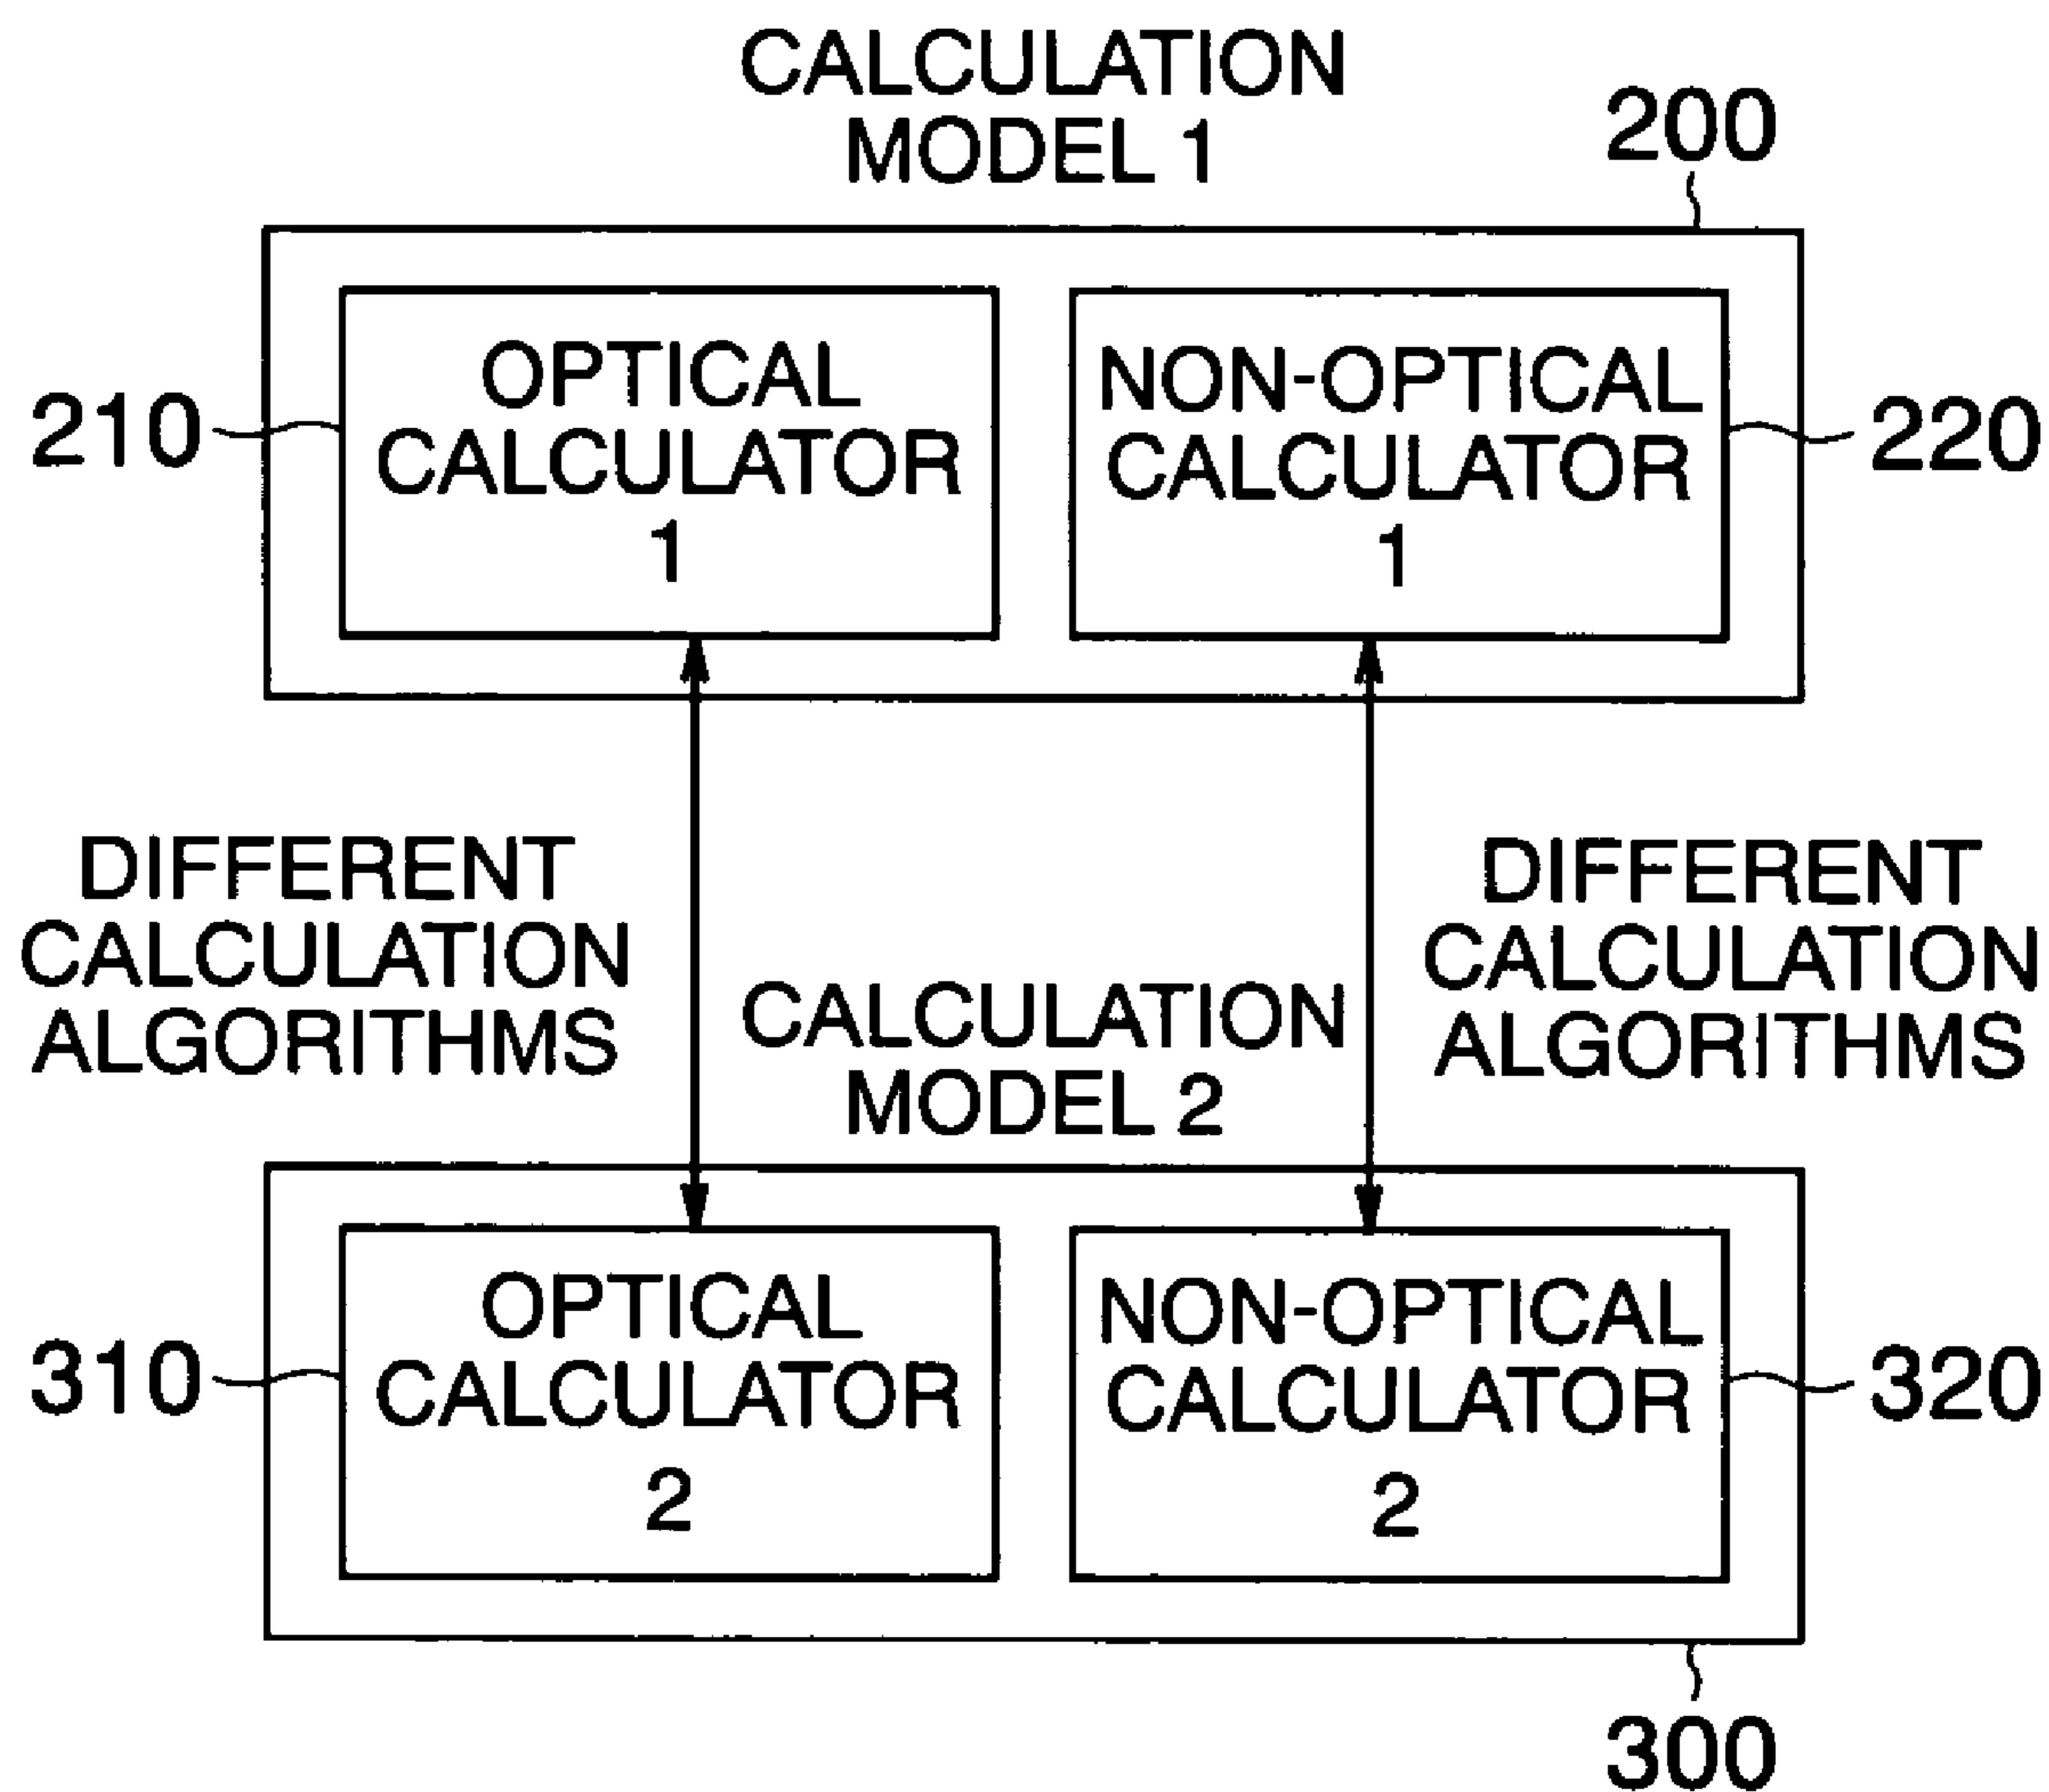 CALCULATION
MODEL 1
200
OPTICAL
CALCULATOR
1
NON-OPTICAL
CALCULATOR
1
210
220
DIFFERENT
CALCULATION
ALGORITHMS
DIFFERENT
CALCULATION
ALGORITHMS
CALCULATION
MODEL 2
OPTICAL
CALCULATOR
2
NON-OPTICAL
CALCULATOR
2
310
320
300